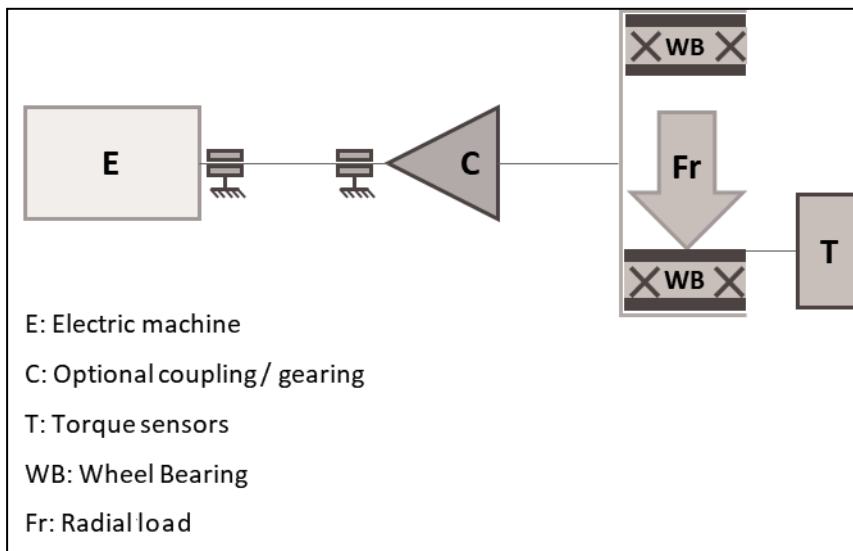 WB
E
C
Fr
T
WB
E: Electric machine
C: Optional coupling/ gearing
T: Torque sensors
WB: Wheel Bearing
Fr: Radial load